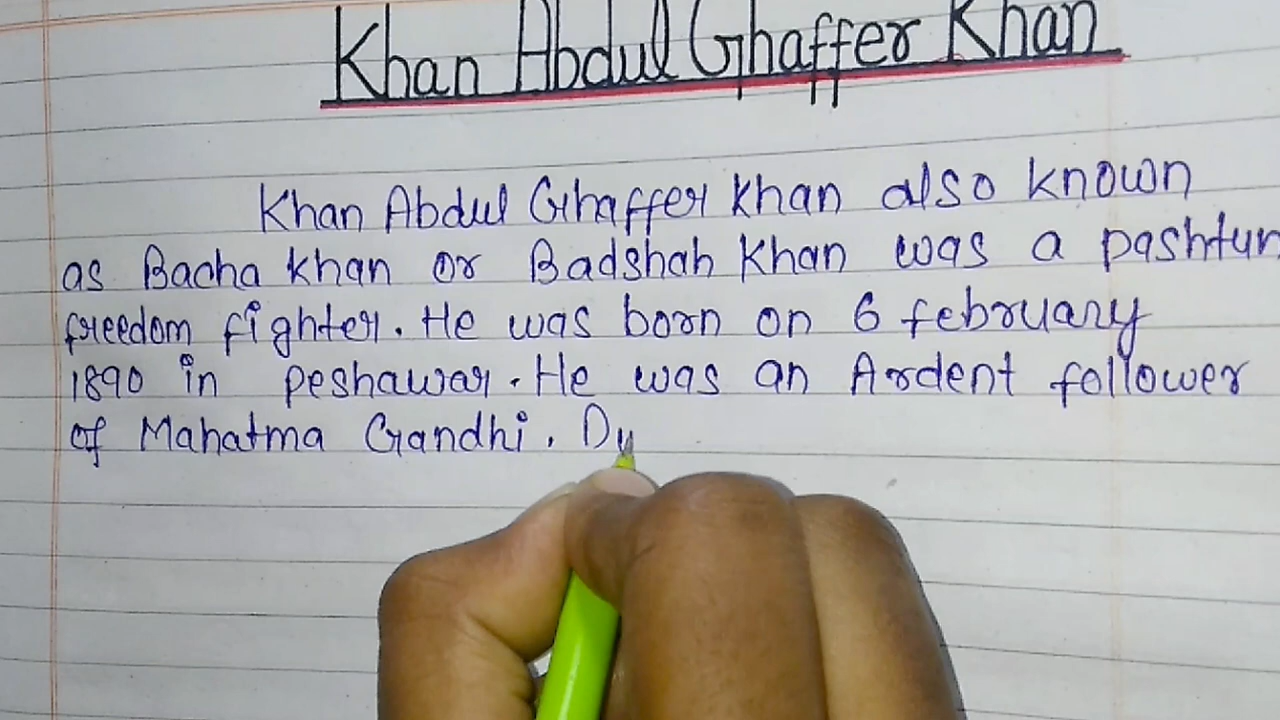 Khan Abdul Ghaffer Khan
Khan Abdul Ghaffer Khan also known
as Bacha khan or Badshah Khan was a pashtun
freedom fighter. He was born on 6 february
1890 in peshawar. He was an Ardent follower
of Mahatma Gandhi. Du